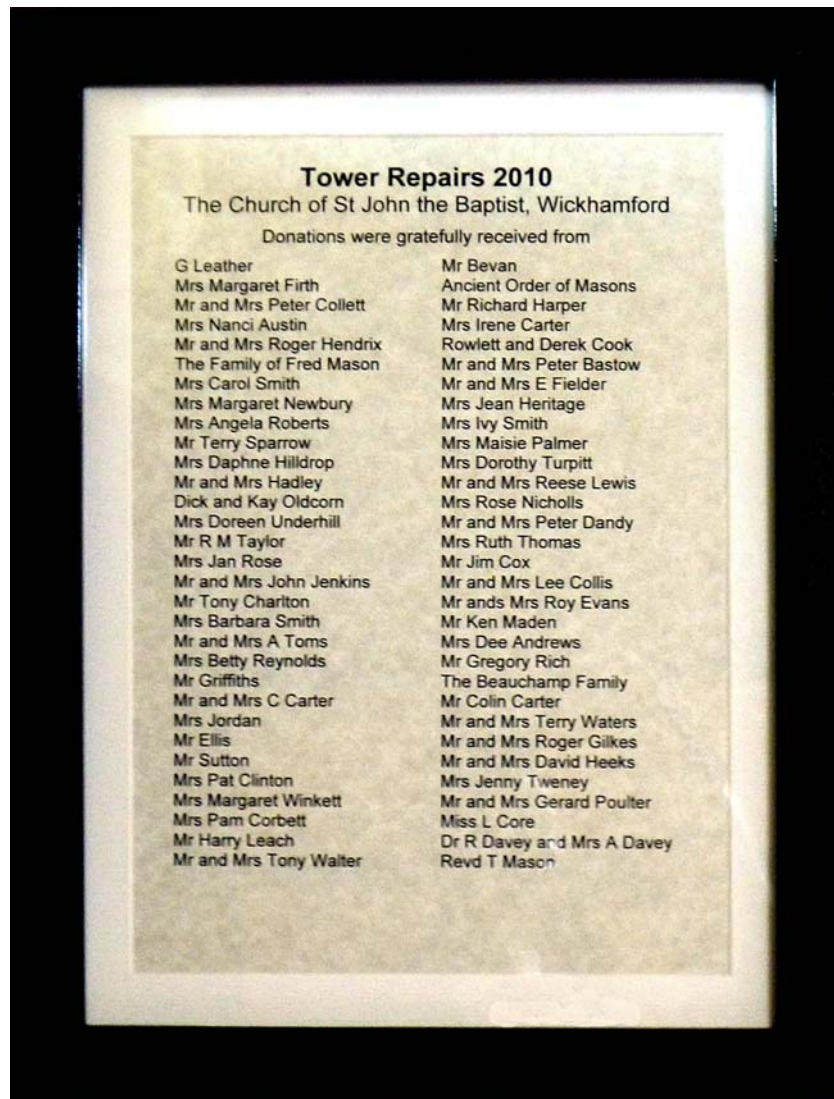 Tower Repairs 2010
The Church of St John the Baptist, Wickhamford
Donations were gratefully received from
G Leather
Mrs Margaret Firth
Mr and Mrs Peter Collett
Mrs Nanci Austin
Mr and Mrs Roger Hendrix
The Family of Fred Mason
Mrs Carol Smith
Mrs Margaret Newbury
Mrs Angela Roberts
Mr Terry Sparrow
Mrs Daphne Hilldrop
Mr and Mrs Hadley
Dick and Kay Oldcorn
Mrs Doreen Underhill
Mr R M Taylor
Mrs Jan Rose
Mr and Mrs John Jenkins
Mr Tony Charlton
Mrs Barbara Smith
Mr and Mrs A Toms
Mrs Betty Reynolds
Mr Griffiths
Mr and Mrs C Carter
Mrs Jordan
Mr Ellis
Mr Sutton
Mrs Pat Clinton
Mrs Margaret Winkett
Mrs Pam Corbett
Mr Harry Leach
Mr and Mrs Tony Walter
Mr Bevan
Ancient Order of Masons
Mr Richard Harper
Mrs Irene Carter
Rowlett and Derek Cook
Mr and Mrs Peter Bastow
Mr and Mrs E Fielder
Mrs Jean Heritage
Mrs Ivy Smith
Mrs Maisie Palmer
Mrs Dorothy Turpitt
Mr and Mrs Reese Lewis
Mrs Rose Nicholls
Mr and Mrs Peter Dandy
Mrs Ruth Thomas
Mr Jim Cox
Mr and Mrs Lee Collis
Mr ands Mrs Roy Evans
Mr Ken Maden
Mrs Dee Andrews
Mr Gregory Rich
The Beauchamp Family
Mr Colin Carter
Mr and Mrs Terry Waters
Mr and Mrs Roger Gilkes
Mr and Mrs David Heeks
Mrs Jenny Tweney
Mr and Mrs Gerard Poulter
Miss L Core
Dr R Davey and Mrs A Davey
Revd T Mason